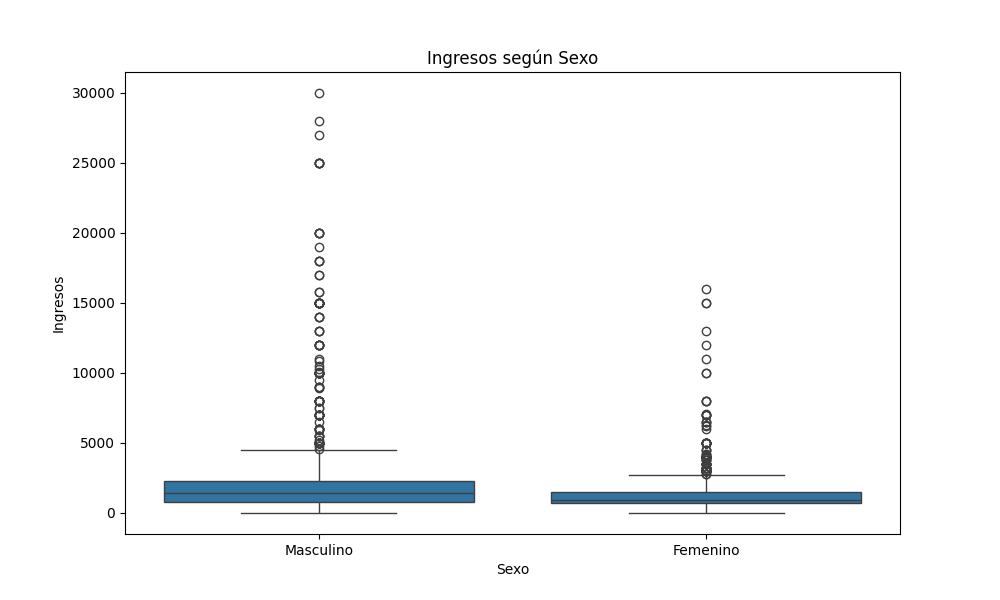 Ingresos según Sexo
30000
25000
20000
15000
10000
5000
0
Ingresos
Masculino
Femenino
Sexo